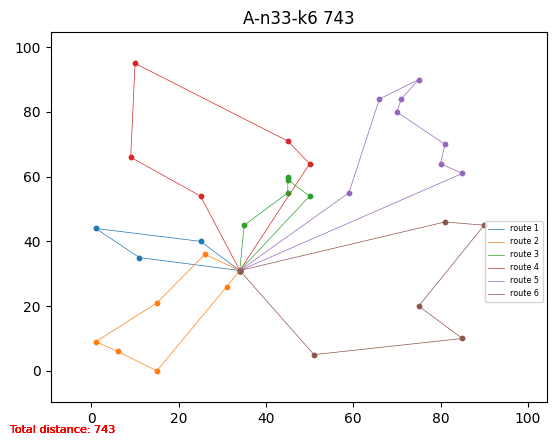 A-n33-k6 743
100
80
60
40
20
0
0 20 40 60 80 100
route 1
route 2
route 3
route 4
route 5
route 6
Total distance: 743